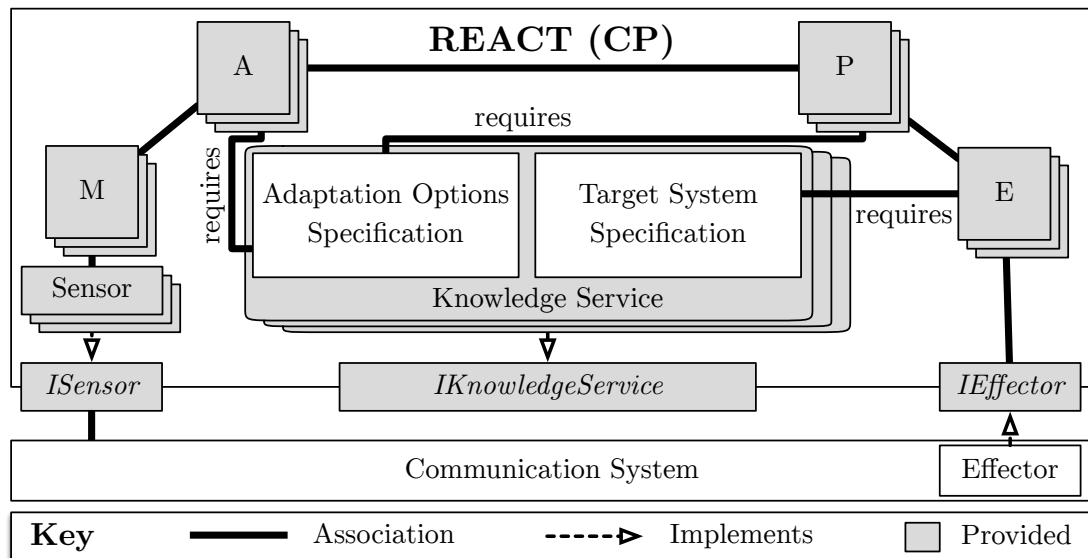 REACT (CP)
A
P
requires
requires
M
Adaptation Options
Specification
Target System
Specification
E
requires
Sensor
Knowledge Service
ISensor
IKnowledgeService
IEffector
Communication System
Effector
Key
Association
Implements
Provided